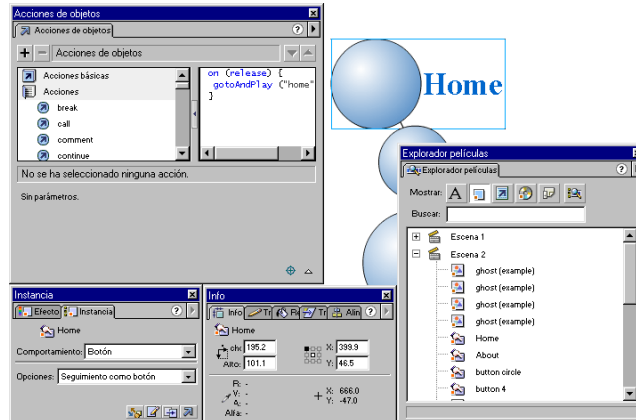 Acciones de objetos
Acciones de objetos
?
+ − Acciones de objetos
Acciones básicas
Acciones
break
call
comment
continue
on (release) {
gotoAndPlay ("home"
}
No se ha seleccionado ninguna acción.
Sin parámetros.
Home
Explorador películas
Explorador películas
?
Mostrar: A
Buscar:
Escena 1
Escena 2
ghost (example)
ghost (example)
ghost (example)
ghost (example)
Home
About
button circle
button 4
Instancia
Efecto Instancia ?
Home
Comportamiento: Botón
Opciones: Seguimiento como botón
Info
Info Tr Tr Alin ?
Home
195.2 X: 399.9
Alto: 101.1 Y: 46.5
R: -
V: - X: 666.0
A: - Y: -47.0
Alfa: -